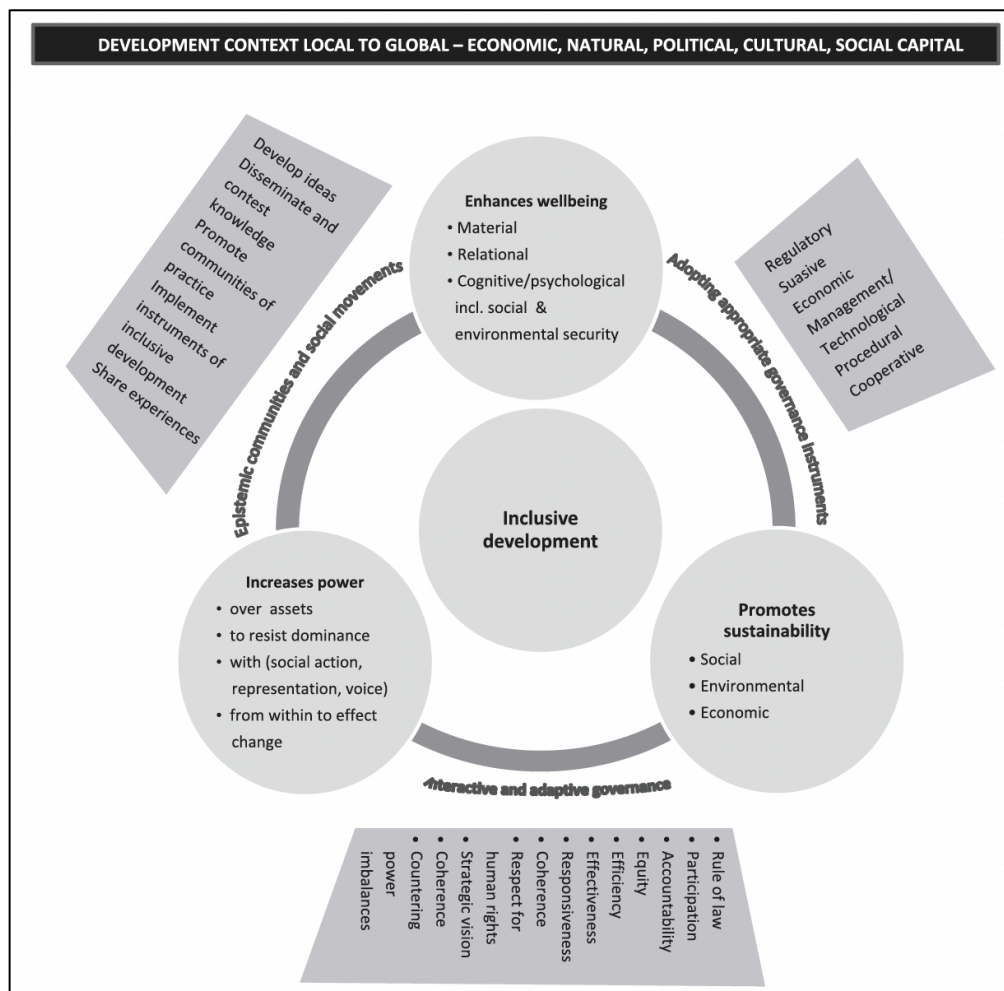 DEVELOPMENT CONTEXT LOCAL TO GLOBAL – ECONOMIC, NATURAL, POLITICAL, CULTURAL, SOCIAL CAPITAL
Develop ideas
Disseminate and
contest
knowledge
Promote
communities of
practice
Implement
instruments of
inclusive
development
Share experiences
Epistemic communities and social movements
Enhances wellbeing
• Material
• Relational
• Cognitive/psychological
incl. social &
environmental security
Adopting appropriate governance instruments
Regulatory
Suasive
Economic
Management/
Technological
Procedural
Cooperative
Inclusive
development
Increases power
• over assets
• to resist dominance
• with (social action,
representation, voice)
• from within to effect
change
Promotes
sustainability
• Social
• Environmental
• Economic
Interactive and adaptive governance
• Rule of law
• Participation
• Accountability
• Equity
• Efficiency
• Effectiveness
• Responsiveness
• Coherence
• Respect for
human rights
• Strategic vision
• Coherence
• Countering
power
imbalances